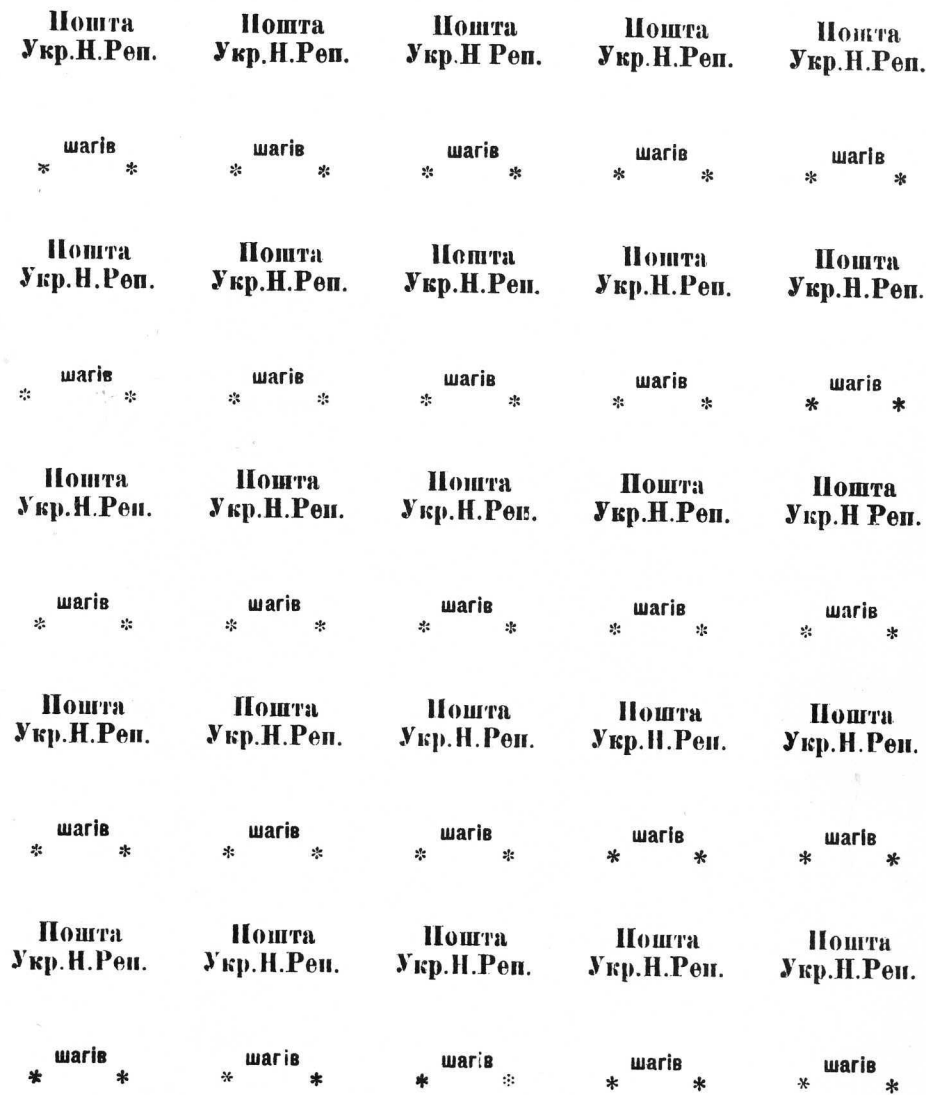 Пошта Пошта Пошта Пошта Пошта
Укр.Н.Реп. Укр.Н.Реп. Укр.Н Реп. Укр.Н.Реп. Укр.Н.Реп.
шагів шагів шагів шагів шагів
* * * * * * * * * *
Пошта Пошта Пошта Пошта Пошта
Укр.Н.Реп. Укр.Н.Реп. Укр.Н.Реп. Укр.Н.Реп. Укр.Н.Реп.
шагів шагів шагів шагів шагів
* * * * * * * * * *
Пошта Пошта Пошта Пошта Пошта
Укр.Н.Реп. Укр.Н.Реп. Укр.Н.Реп. Укр.Н.Реп. Укр.Н Реп.
шагів шагів шагів шагів шагів
* * * * * * * * * *
Пошта Пошта Пошта Пошта Пошта
Укр.Н.Реп. Укр.Н.Реп. Укр.Н.Реп. Укр.Н.Реп. Укр.Н.Реп.
шагів шагів шагів шагів шагів
* * * * * * * * * *
Пошта Пошта Пошта Пошта Пошта
Укр.Н.Реп. Укр.Н.Реп. Укр.Н.Реп. Укр.Н.Реп. Укр.Н.Реп.
шагів шагів шагів шагів шагів
* * * * * * * * * *